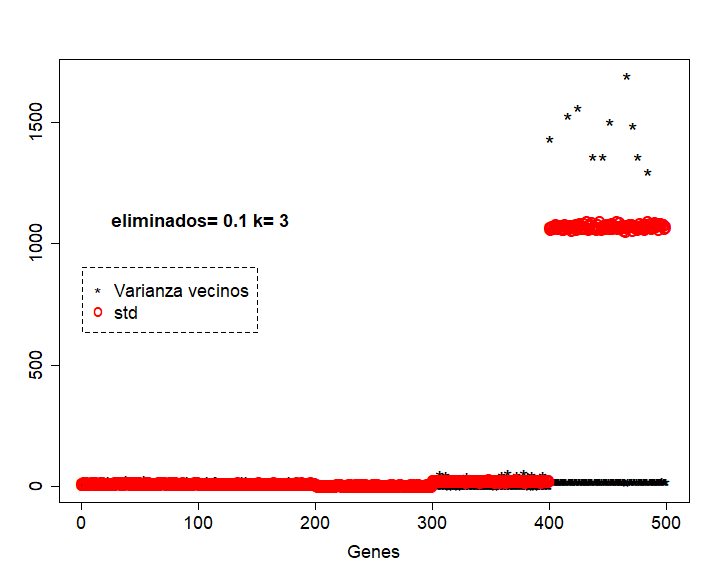 1500
1000
500
0
eliminados= 0.1 k= 3
* Varianza vecinos
o std
0 100 200 300 400 500
Genes